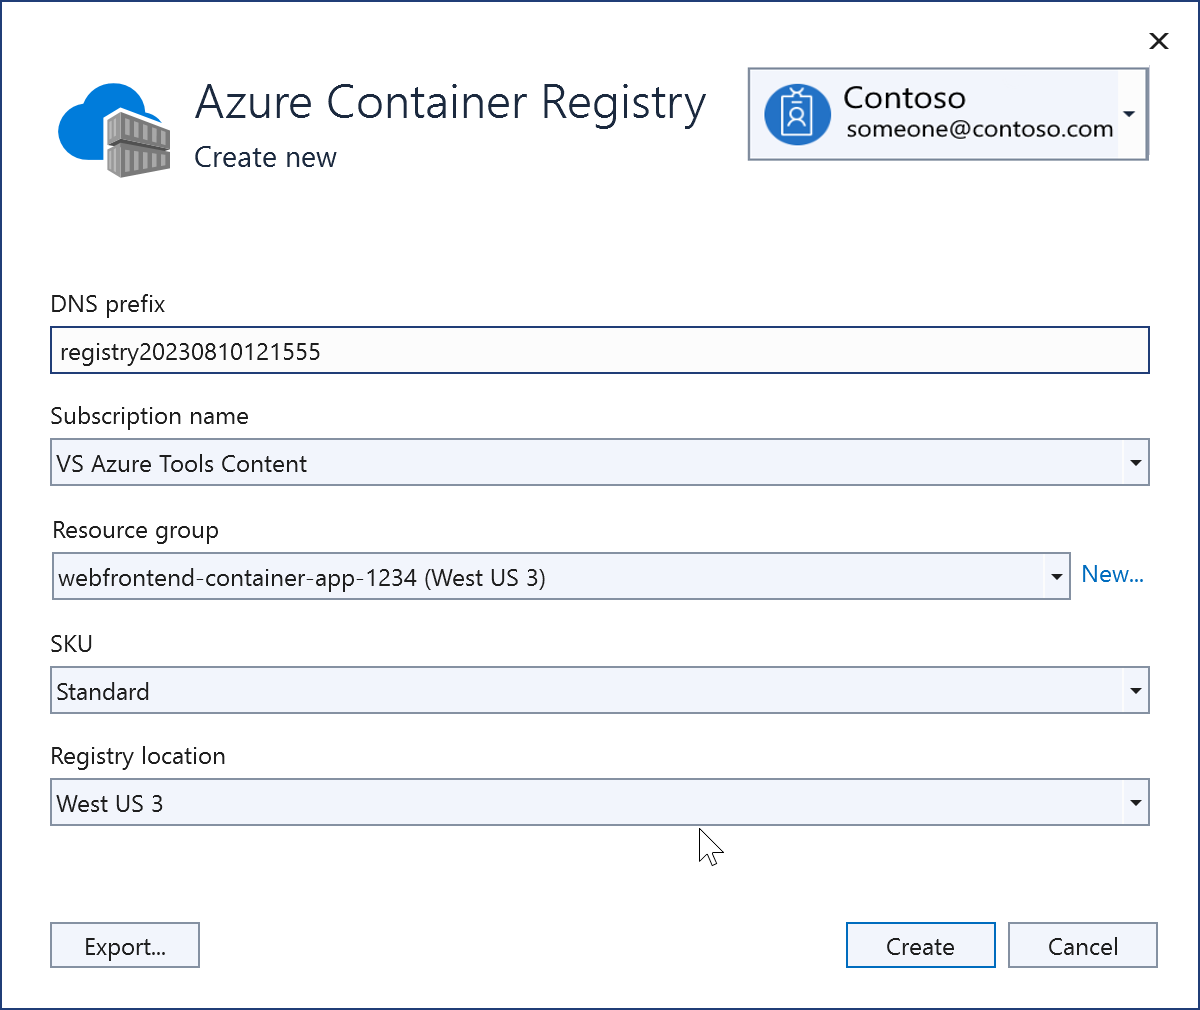 Azure Container Registry
Create new
Contoso
someone@contoso.com
DNS prefix
registry20230810121555
Subscription name
VS Azure Tools Content
Resource group
webfrontend-container-app-1234 (West US 3)
New...
SKU
Standard
Registry location
West US 3
Export...
Create
Cancel